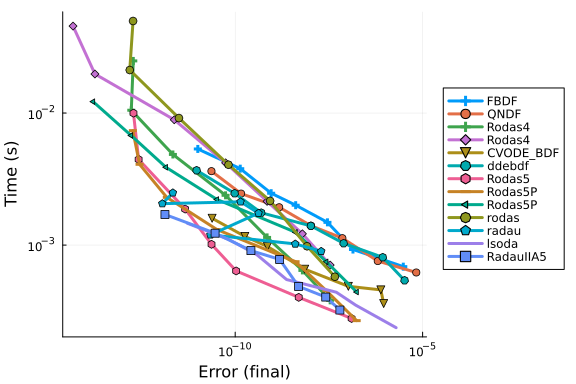 10⁻²
10⁻³
Time (s)
10⁻¹⁰
10⁻⁵
Error (final)
FBDF
QNDF
Rodas4
Rodas4
CVODE_BDF
ddebdf
Rodas5
Rodas5P
Rodas5P
rodas
radau
lsoda
RadauIIA5